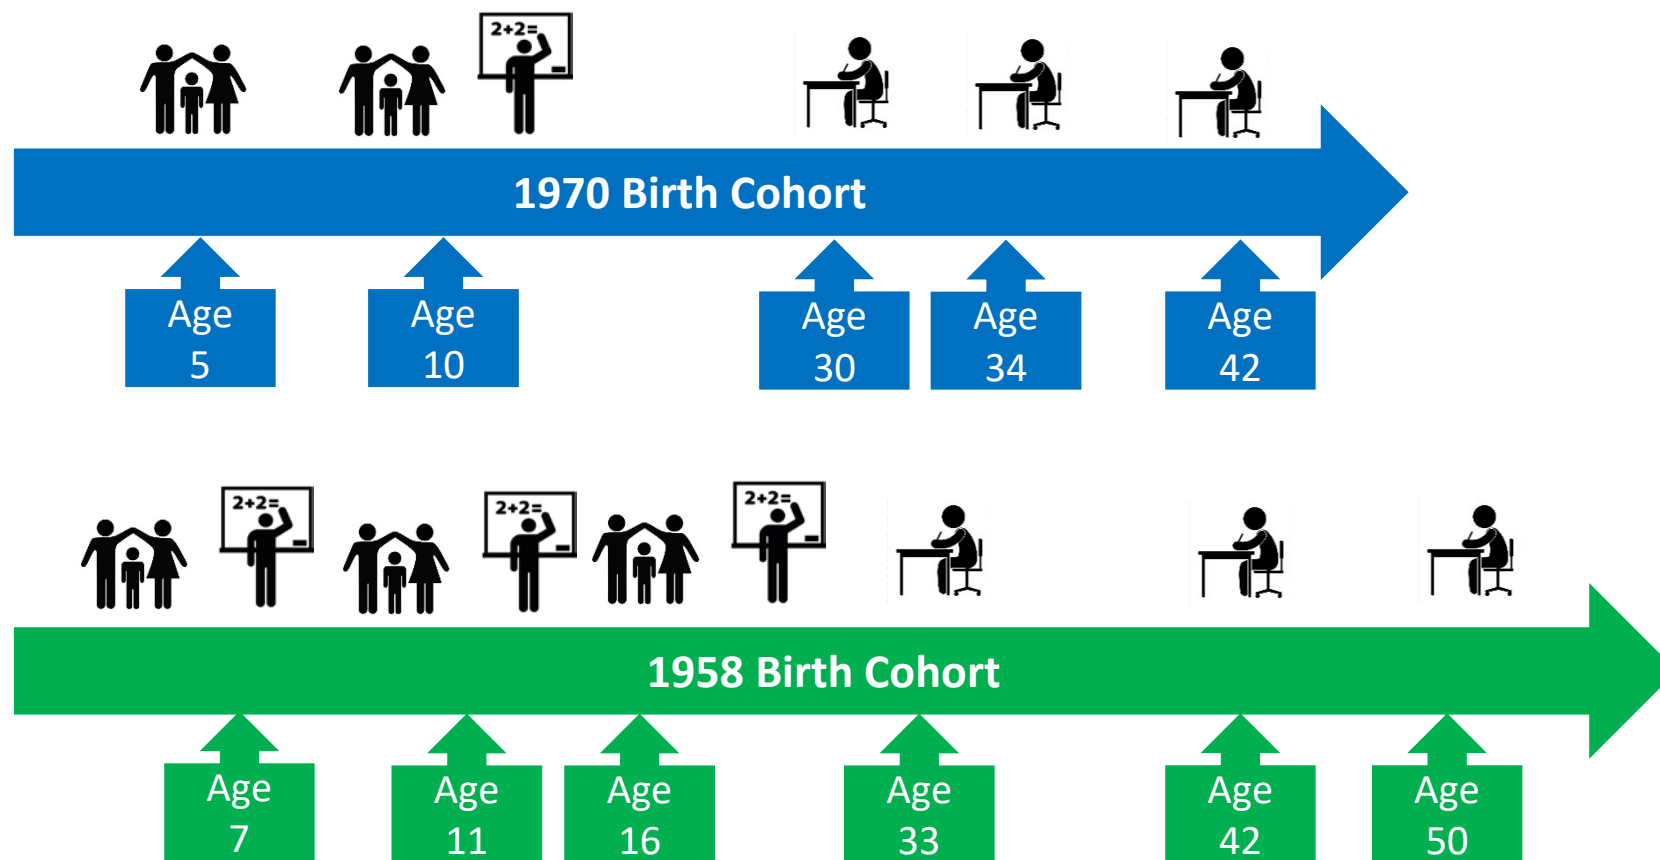 2+2=
1970 Birth Cohort
Age
5
Age
10
Age
30
Age
34
Age
42
2+2=
2+2=
2+2=
1958 Birth Cohort
Age
7
Age
11
Age
16
Age
33
Age
42
Age
50